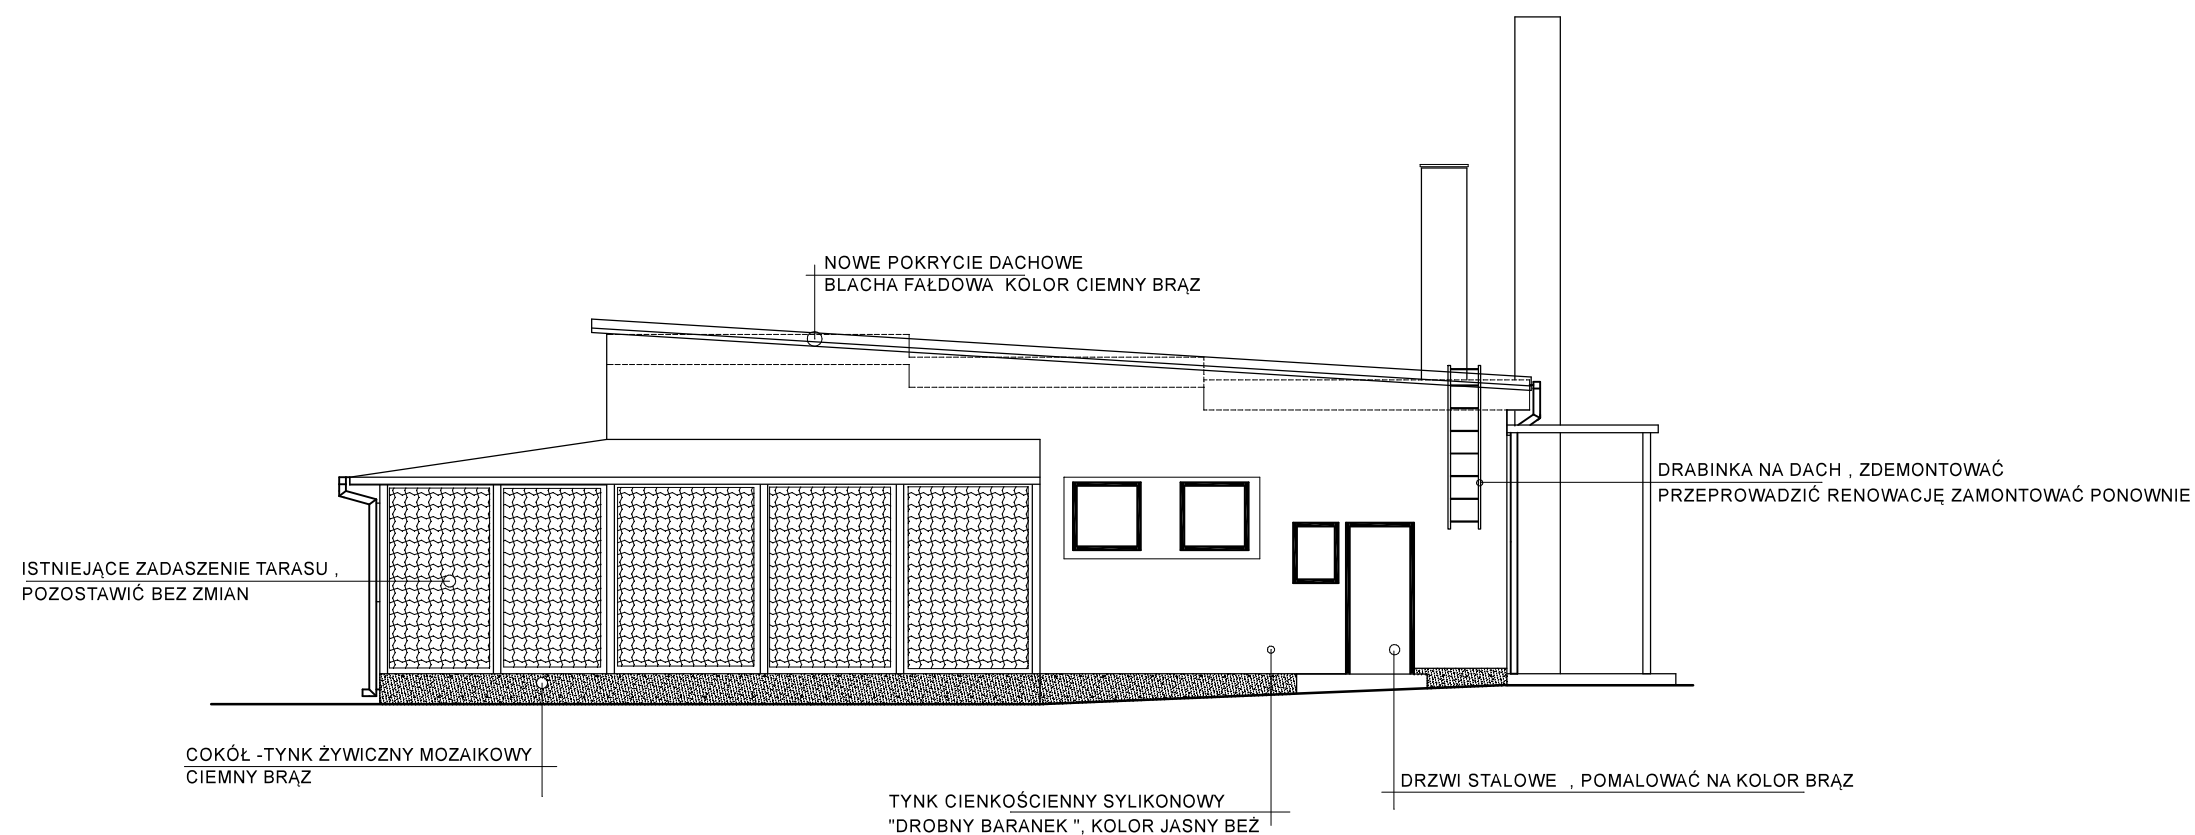 NOWE POKRYCIE DACHOWE
BLACHA FAŁDOWA KOLOR CIEMNY BRĄZ
DRABINKA NA DACH , ZDEMONTOWAĆ
PRZEPROWADZIĆ RENOWACJĘ ZAMONTOWAĆ PONOWNIE
ISTNIEJĄCE ZADASZENIE TARASU ,
POZOSTAWIĆ BEZ ZMIAN
COKÓŁ -TYNK ŻYWICZNY MOZAIKOWY
CIEMNY BRĄZ
DRZWI STALOWE , POMALOWAĆ NA KOLOR BRĄZ
TYNK CIENKOŚCIENNY SYLIKONOWY
"DROBNY BARANEK ", KOLOR JASNY BEŻ